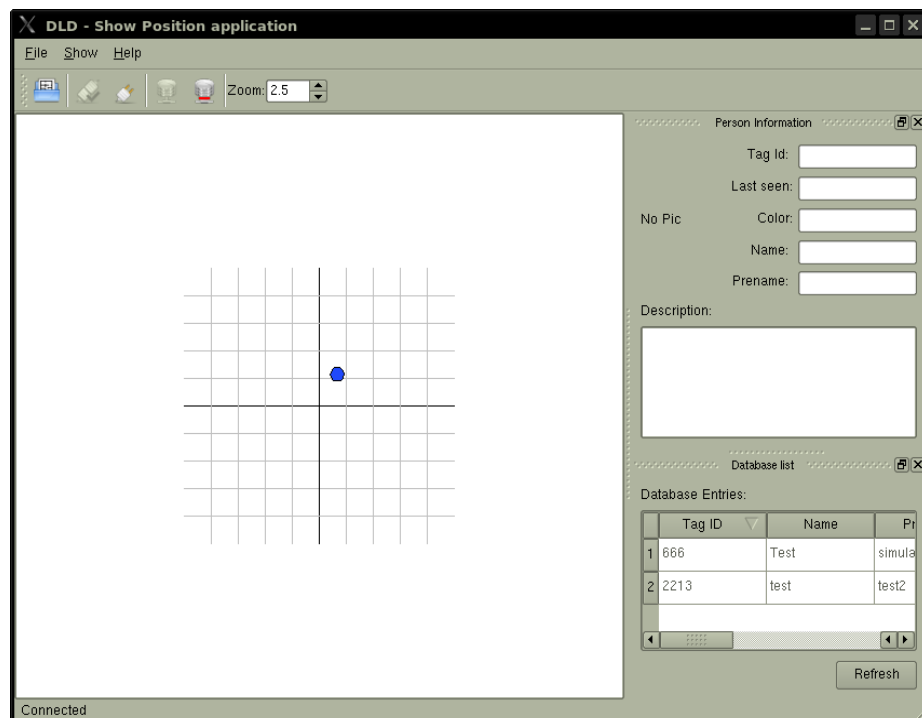 DLD - Show Position application
File Show Help
Zoom: 2.5
Person Information
Tag Id:
Last seen:
No Pic Color:
Name:
Prename:
Description:
Database list
Database Entries:
Tag ID Name Pr
1 666 Test simula
2 2213 test test2
Refresh
Connected